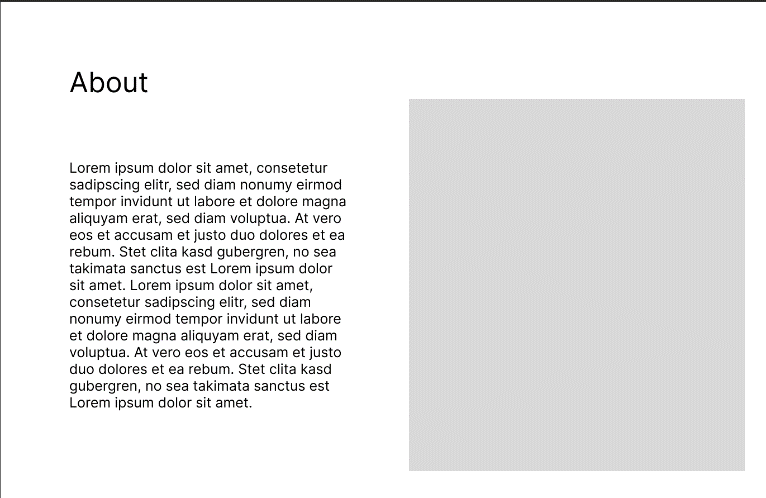 About
Lorem ipsum dolor sit amet, consetetur
sadipscing elitr, sed diam nonumy eirmod
tempor invidunt ut labore et dolore magna
aliquyam erat, sed diam voluptua. At vero
eos et accusam et justo duo dolores et ea
rebum. Stet clita kasd gubergren, no sea
takimata sanctus est Lorem ipsum dolor
sit amet. Lorem ipsum dolor sit amet,
consetetur sadipscing elitr, sed diam
nonumy eirmod tempor invidunt ut labore
et dolore magna aliquyam erat, sed diam
voluptua. At vero eos et accusam et justo
duo dolores et ea rebum. Stet clita kasd
gubergren, no sea takimata sanctus est
Lorem ipsum dolor sit amet.